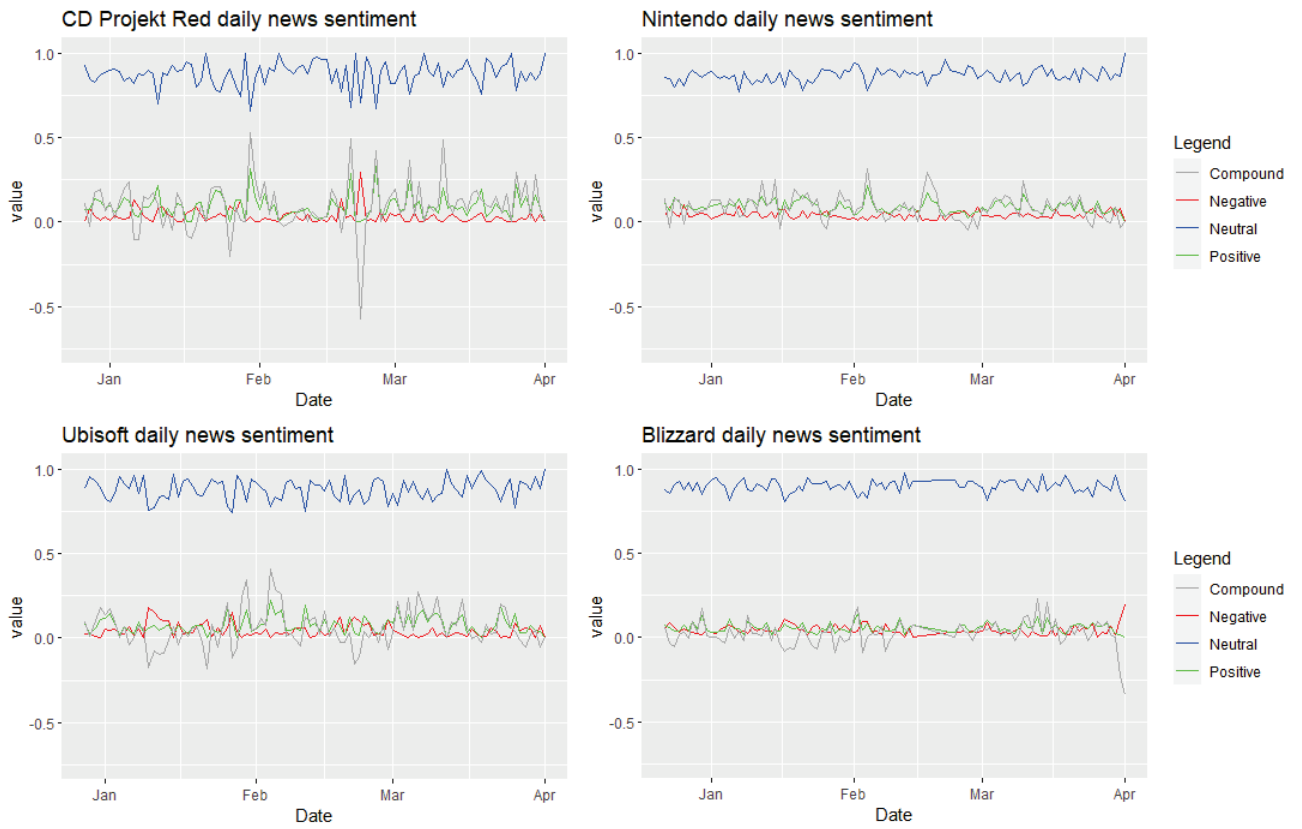 CD Projekt Red daily news sentiment
1.0
0.5
0.0
-0.5
value
Jan Feb Mar Apr
Date
Nintendo daily news sentiment
1.0
0.5
0.0
-0.5
value
Jan Feb Mar Apr
Date
Legend
Compound
Negative
Neutral
Positive
Ubisoft daily news sentiment
1.0
0.5
0.0
-0.5
value
Jan Feb Mar Apr
Date
Blizzard daily news sentiment
1.0
0.5
0.0
-0.5
value
Jan Feb Mar Apr
Date
Legend
Compound
Negative
Neutral
Positive